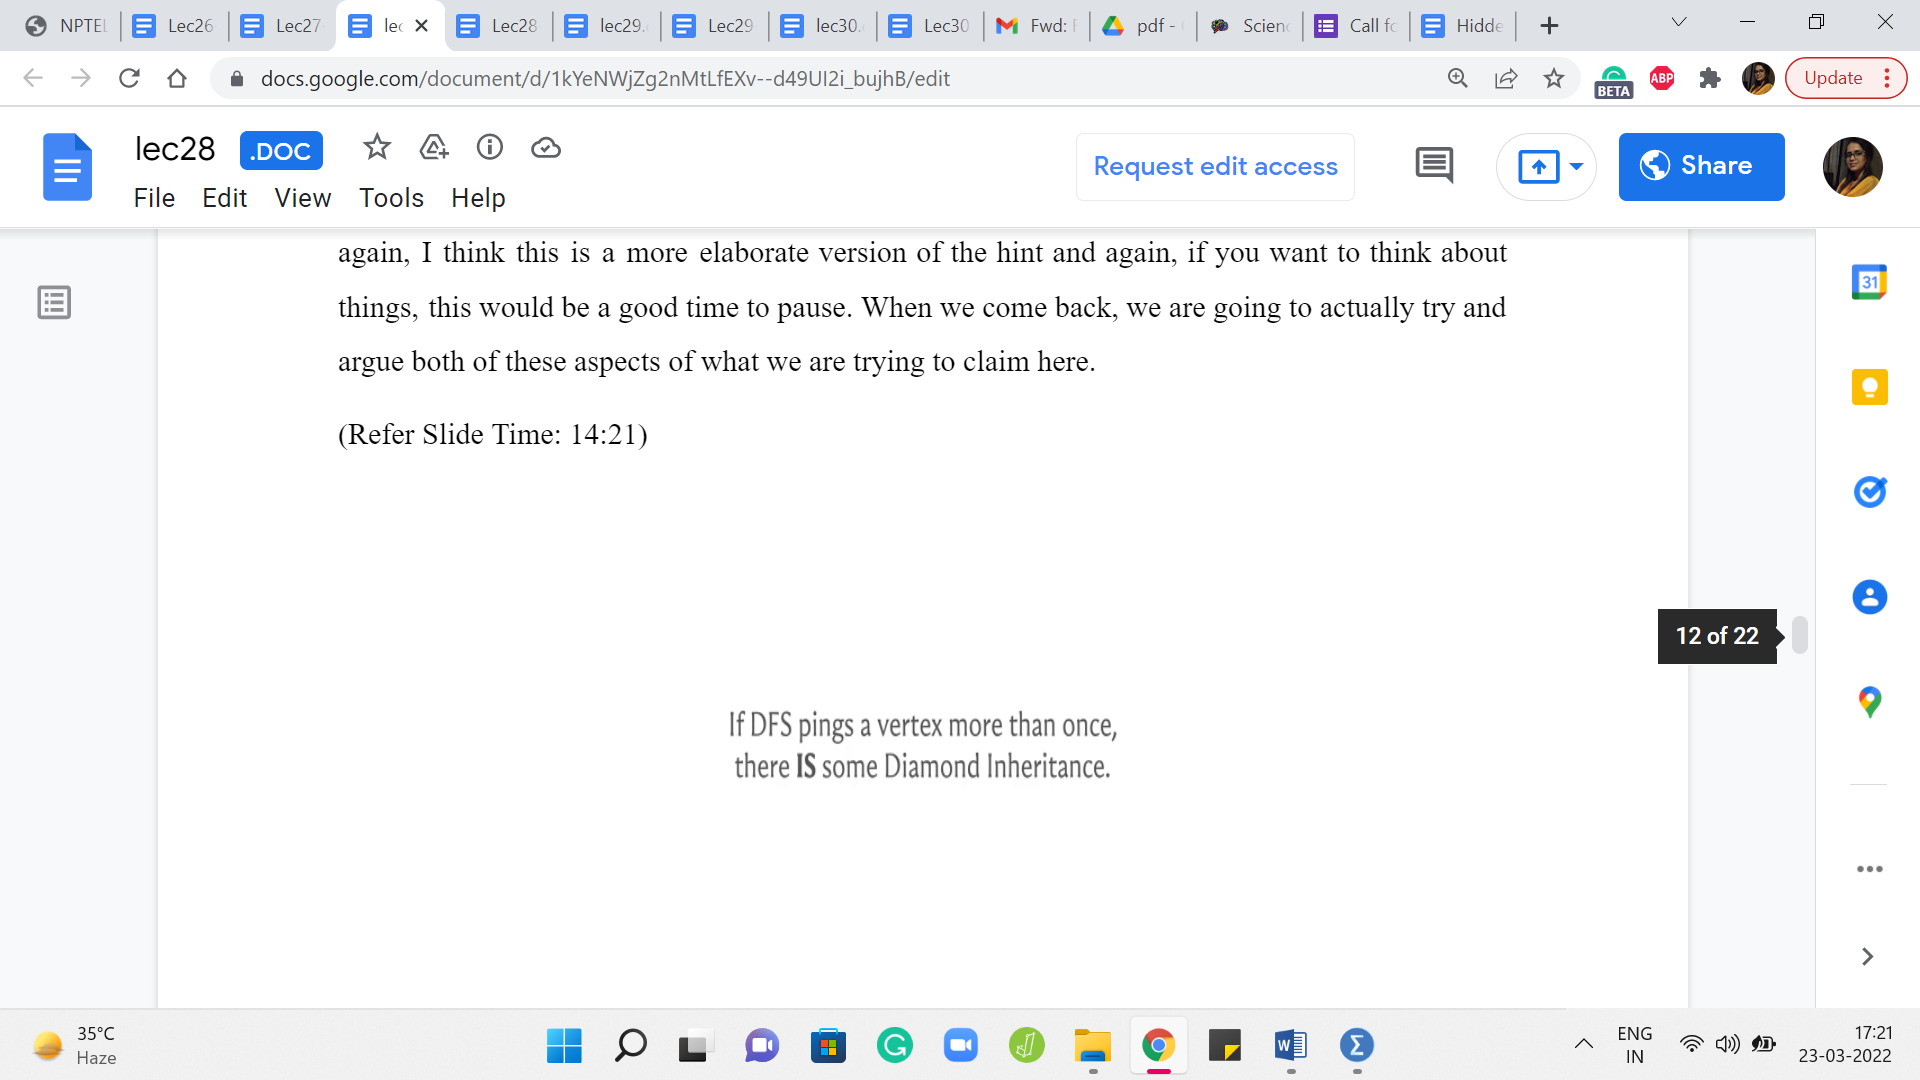 NPTEL
Lec26
Lec27
lec
Lec28
lec29.
Lec29
lec30.
Lec30
Fwd:
pdf -
Scien
Call fo
Hidde
docs.google.com/document/d/1kYeNWjZg2nMtLfEXv--d49UI2i_bujhB/edit
BETA
ABP
Update
lec28
.DOC
File Edit View Tools Help
Request edit access
Share
again, I think this is a more elaborate version of the hint and again, if you want to think about
things, this would be a good time to pause. When we come back, we are going to actually try and
argue both of these aspects of what we are trying to claim here.
(Refer Slide Time: 14:21)
31
12 of 22
If DFS pings a vertex more than once,
there IS some Diamond Inheritance.
35°C
Haze
ENG
IN
17:21
23-03-2022